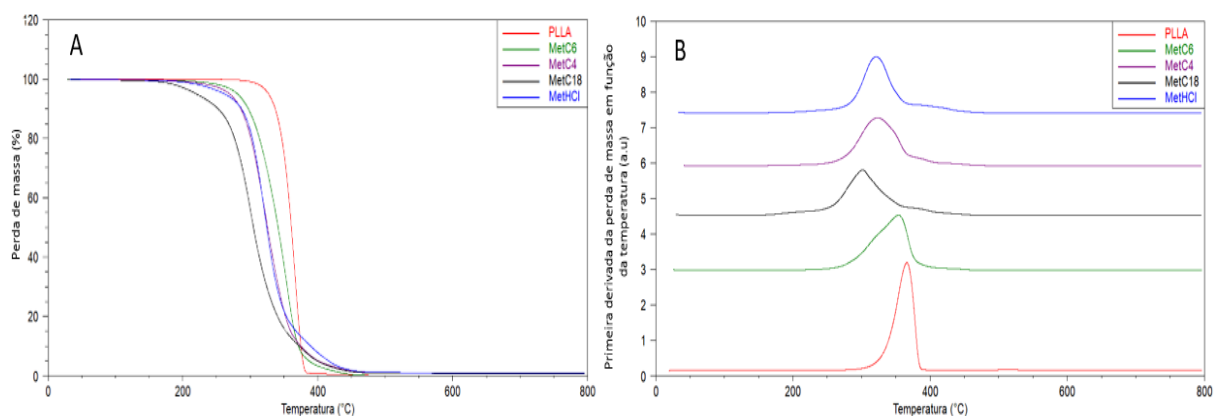 A
PLLA
MetC6
MetC4
MetC18
MetHCl
Perda de massa (%)
120
100
80
60
40
20
0
0 200 400 600 800
Temperatura (°C)
B
PLLA
MetC6
MetC4
MetC18
MetHCl
Primeira derivada da perda de massa em função
da temperatura (a.u)
10
9
8
7
6
5
4
3
2
1
0
0 200 400 600 800
Temperatura (°C)